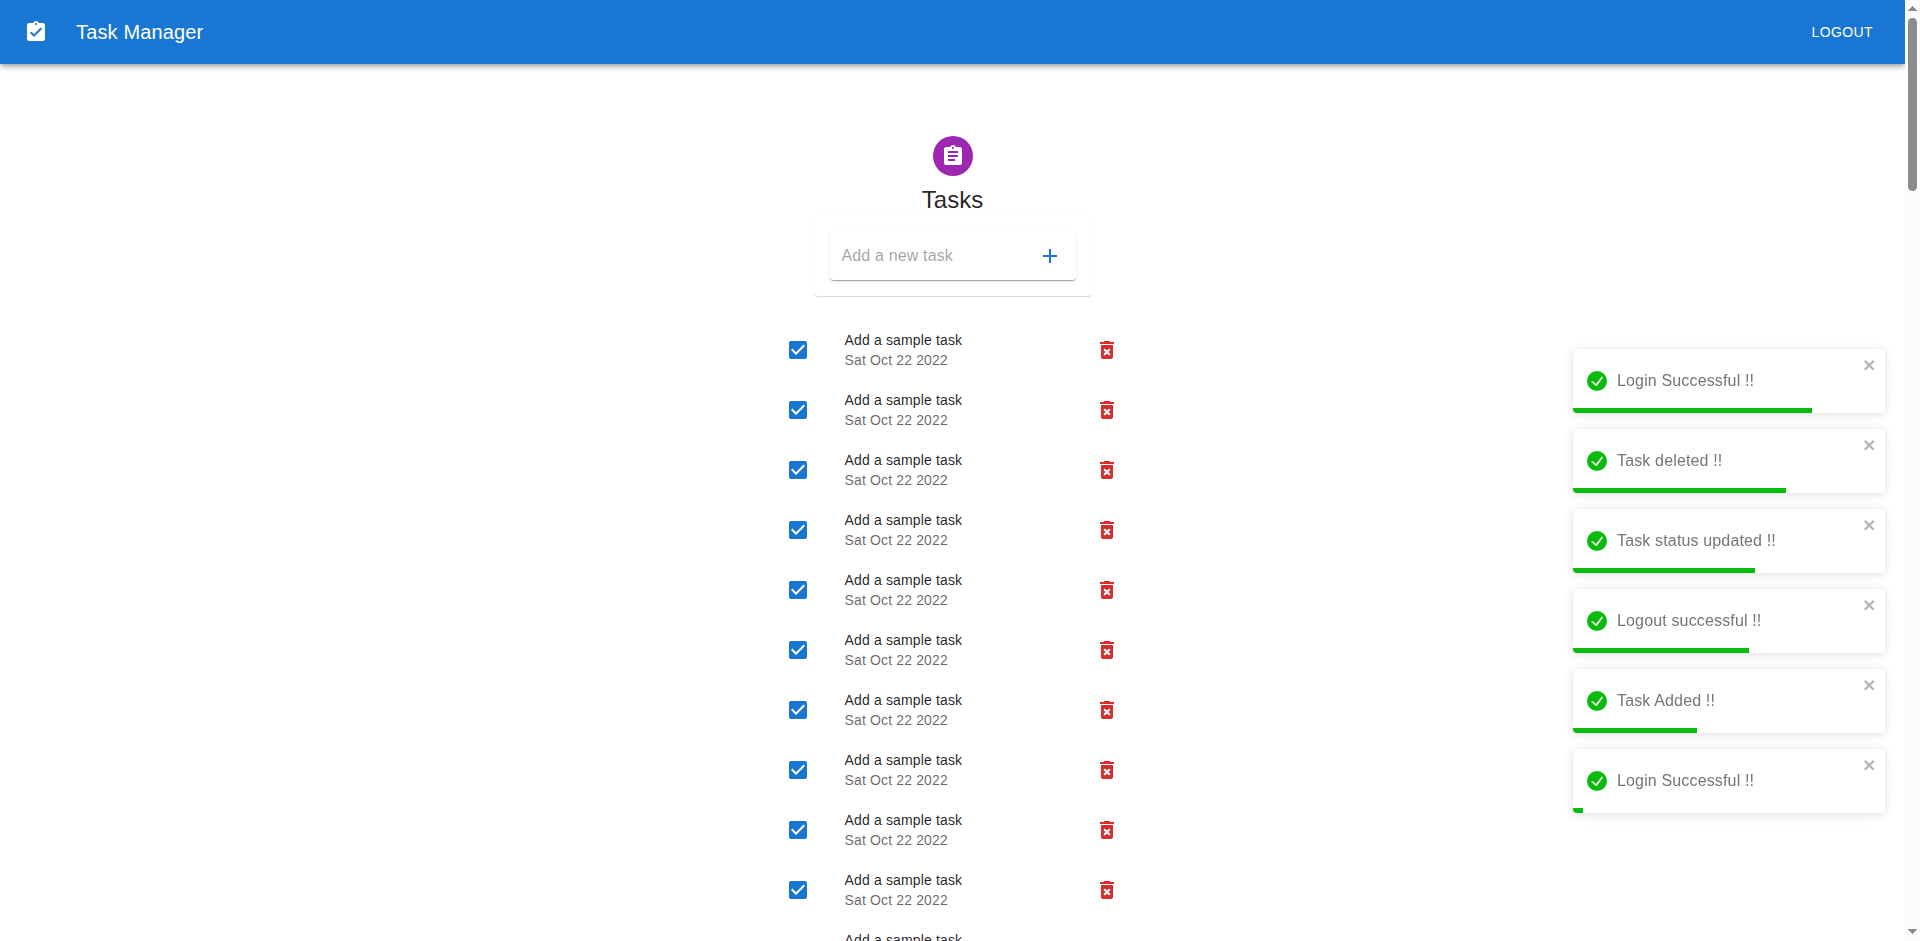 Task Manager
LOGOUT
Tasks
Add a new task
Add a sample task
Sat Oct 22 2022
Add a sample task
Sat Oct 22 2022
Add a sample task
Sat Oct 22 2022
Add a sample task
Sat Oct 22 2022
Add a sample task
Sat Oct 22 2022
Add a sample task
Sat Oct 22 2022
Add a sample task
Sat Oct 22 2022
Add a sample task
Sat Oct 22 2022
Add a sample task
Sat Oct 22 2022
Add a sample task
Sat Oct 22 2022
Add a sample task
Login Successful !!
Task deleted !!
Task status updated !!
Logout successful !!
Task Added !!
Login Successful !!